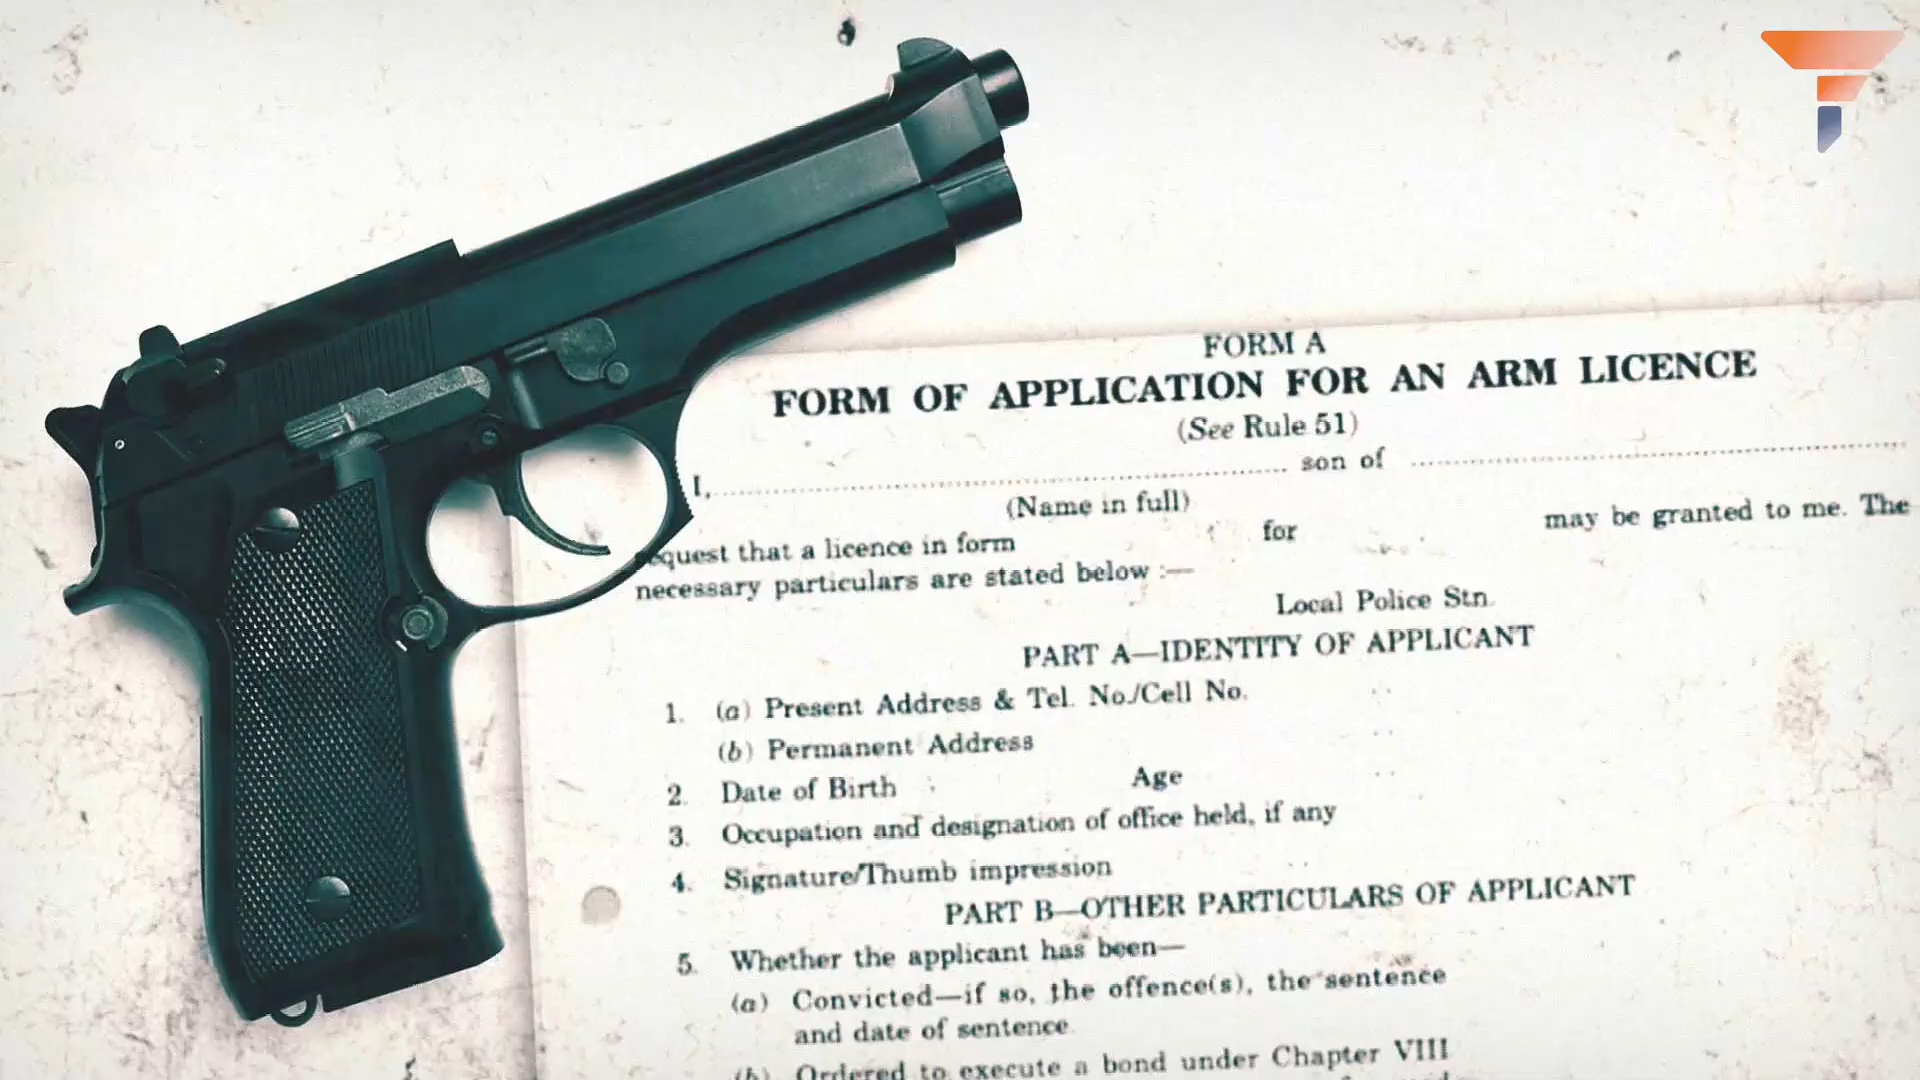 FORM A
FORM OF APPLICATION FOR AN ARM LICENCE
(See Rule 51)
I,.......................................................... son of ..................................................
(Name in full)
equest that a licence in form for may be granted to me. The
necessary particulars are stated below :—
Local Police Stn.
PART A—IDENTITY OF APPLICANT
1. (a) Present Address & Tel. No./Cell No.
(b) Permanent Address
2. Date of Birth Age
3. Occupation and designation of office held, if any
4. Signature/Thumb impression
PART B—OTHER PARTICULARS OF APPLICANT
5. Whether the applicant has been—
(a) Convicted—if so, the offence(s), the sentence
and date of sentence
(b) Ordered to execute a bond under Chapter VIII